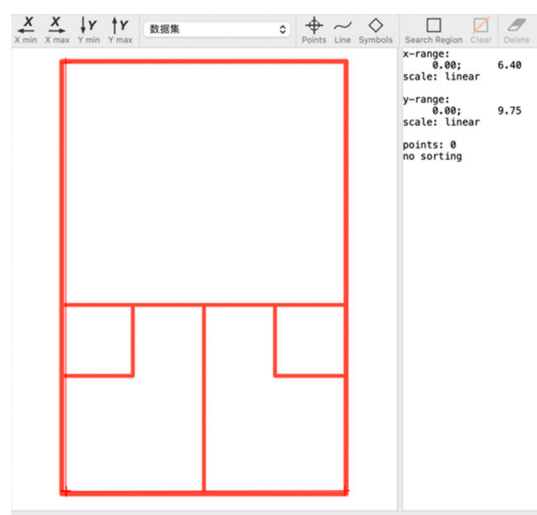 X X Y Y 数据集
X min X max Y min Y max Points Line Symbols Search Region Clear Delete
x-range:
0.00; 6.40
scale: linear
y-range:
0.00; 9.75
scale: linear
points: 0
no sorting